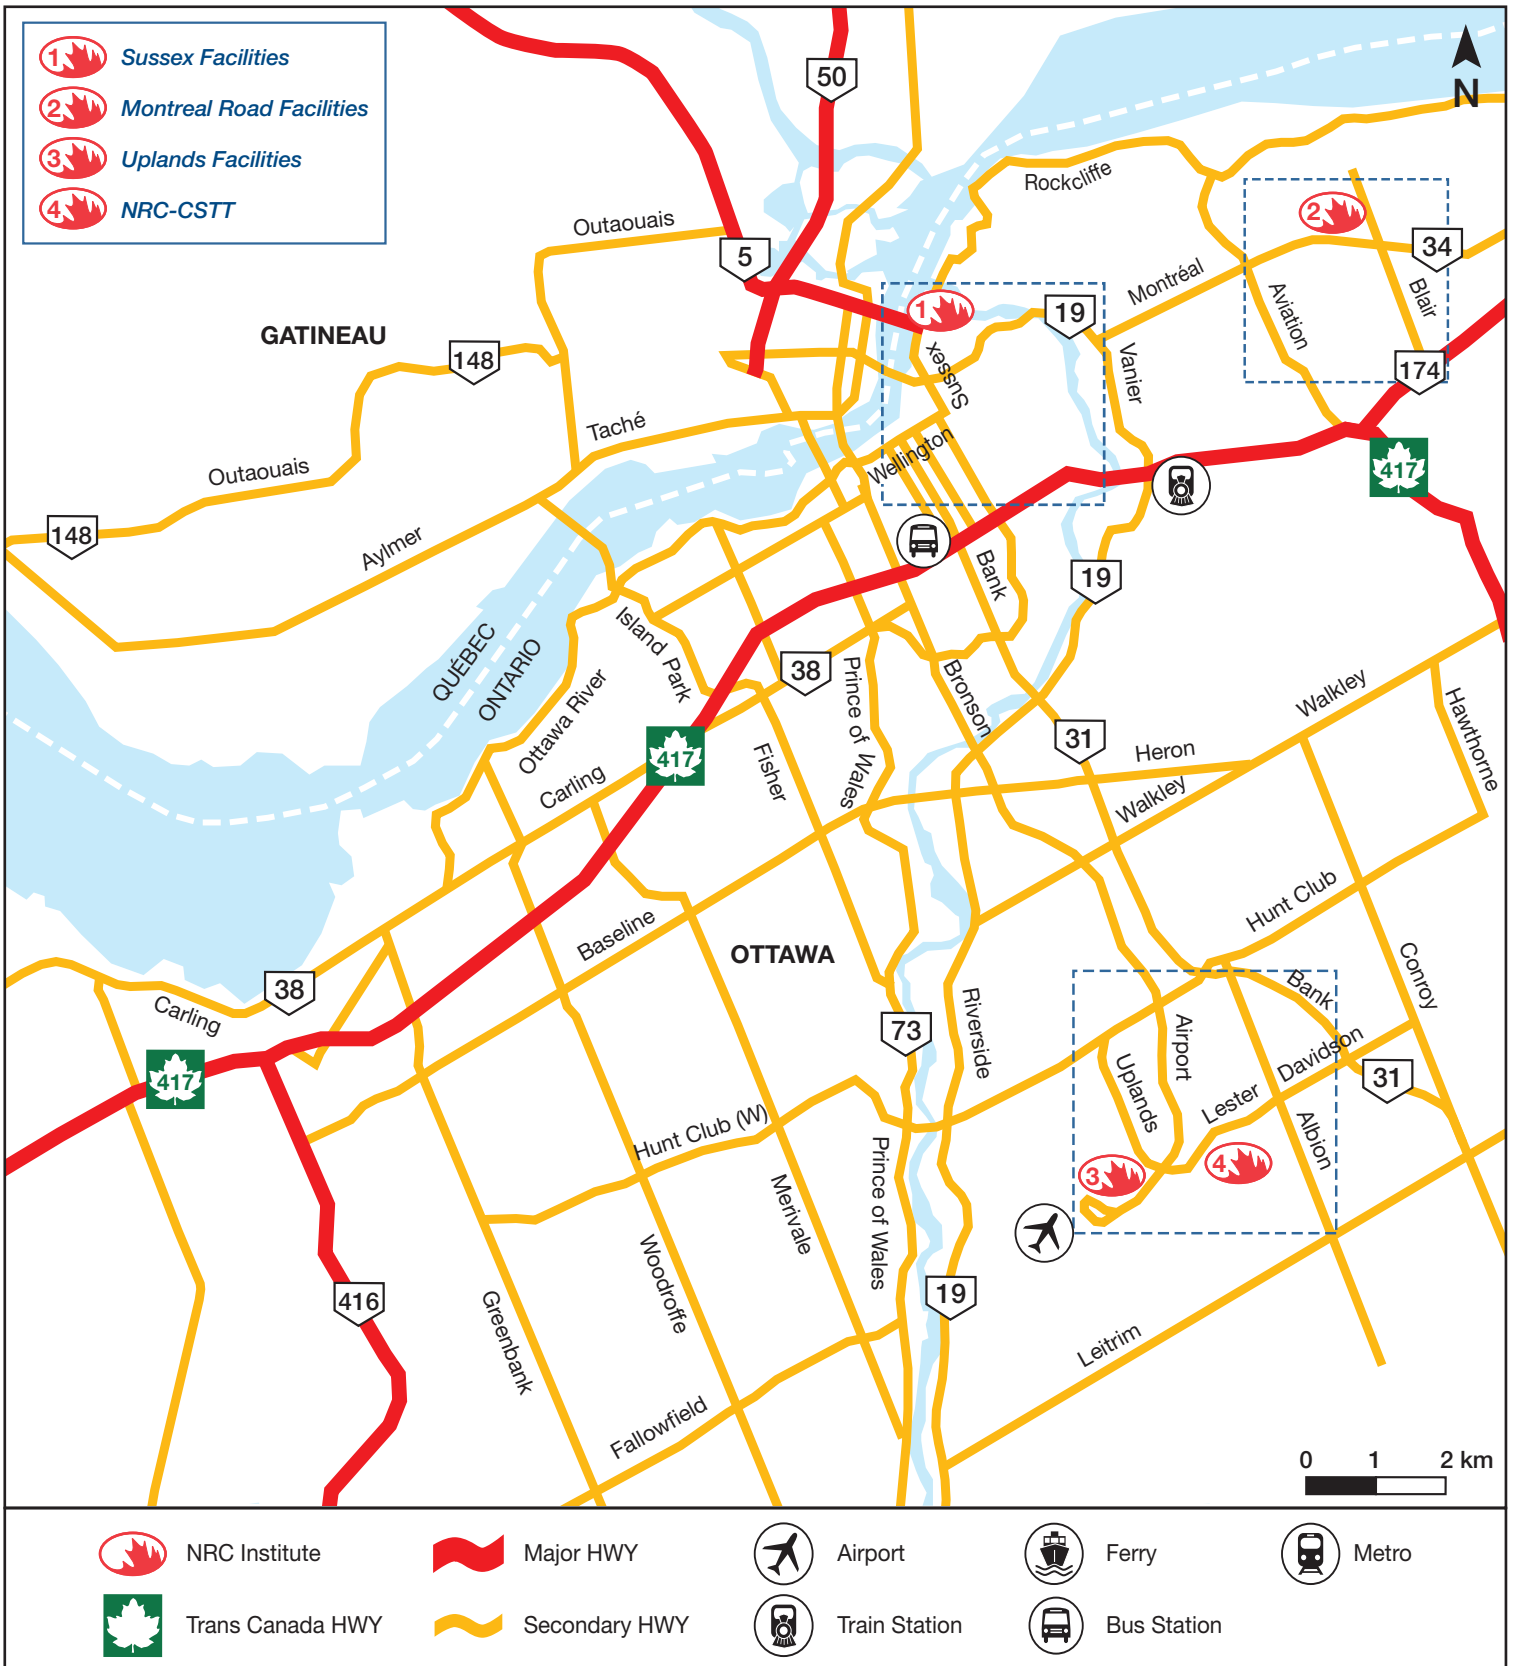 1 Sussex Facilities
2 Montreal Road Facilities
3 Uplands Facilities
4 NRC-CSTT
50
N
Rockcliffe
2
Outaouais
34
5
Montréal
Blair
Aviation
1
19
GATINEAU
148
Sussex
Vanier
174
Taché
Wellington
Outaouais
417
148
Aylmer
Bank
19
Island Park
QUÉBEC
ONTARIO
38
Prince of Wales
Bronson
Ottawa River
Walkley
Hawthorne
31
417
Heron
Fisher
Carling
Walkley
Hunt Club
Baseline
OTTAWA
Conroy
38
Bank
Carling
73
Riverside
Airport
Davidson
417
Uplands
31
Lester
Hunt Club (W)
Albion
3
4
Prince of Wales
Merivale
Woodroffe
416
19
Greenbank
Leitrim
Fallowfield
0 1 2 km
NRC Institute
Major HWY
Airport
Ferry
Metro
Trans Canada HWY
Secondary HWY
Train Station
Bus Station